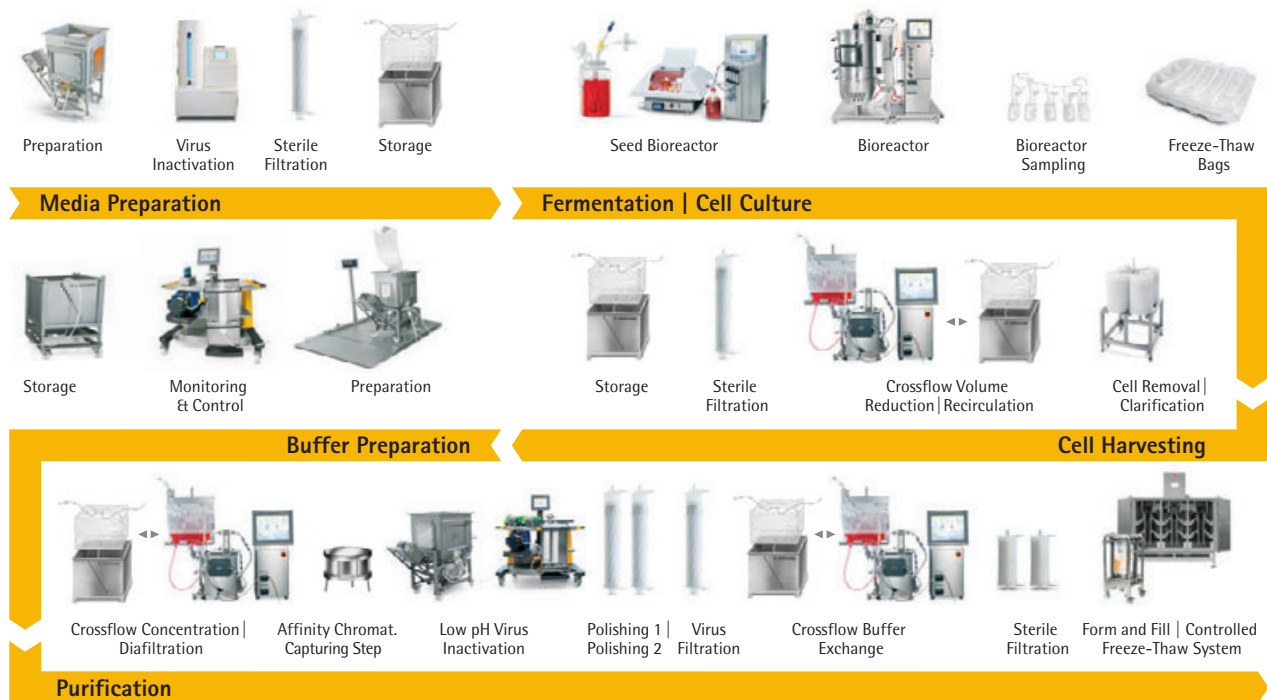 Preparation
Virus
Inactivation
Sterile
Filtration
Storage
Seed Bioreactor
Bioreactor
Bioreactor
Sampling
Freeze-Thaw
Bags
Media Preparation
Fermentation | Cell Culture
Storage
Monitoring
& Control
Preparation
Storage
Sterile
Filtration
Crossflow Volume
Reduction | Recirculation
Cell Removal |
Clarification
Buffer Preparation
Cell Harvesting
Crossflow Concentration |
Diafiltration
Affinity Chromat.
Capturing Step
Low pH Virus
Inactivation
Polishing 1 |
Polishing 2
Virus
Filtration
Crossflow Buffer
Exchange
Sterile
Filtration
Form and Fill | Controlled
Freeze-Thaw System
Purification